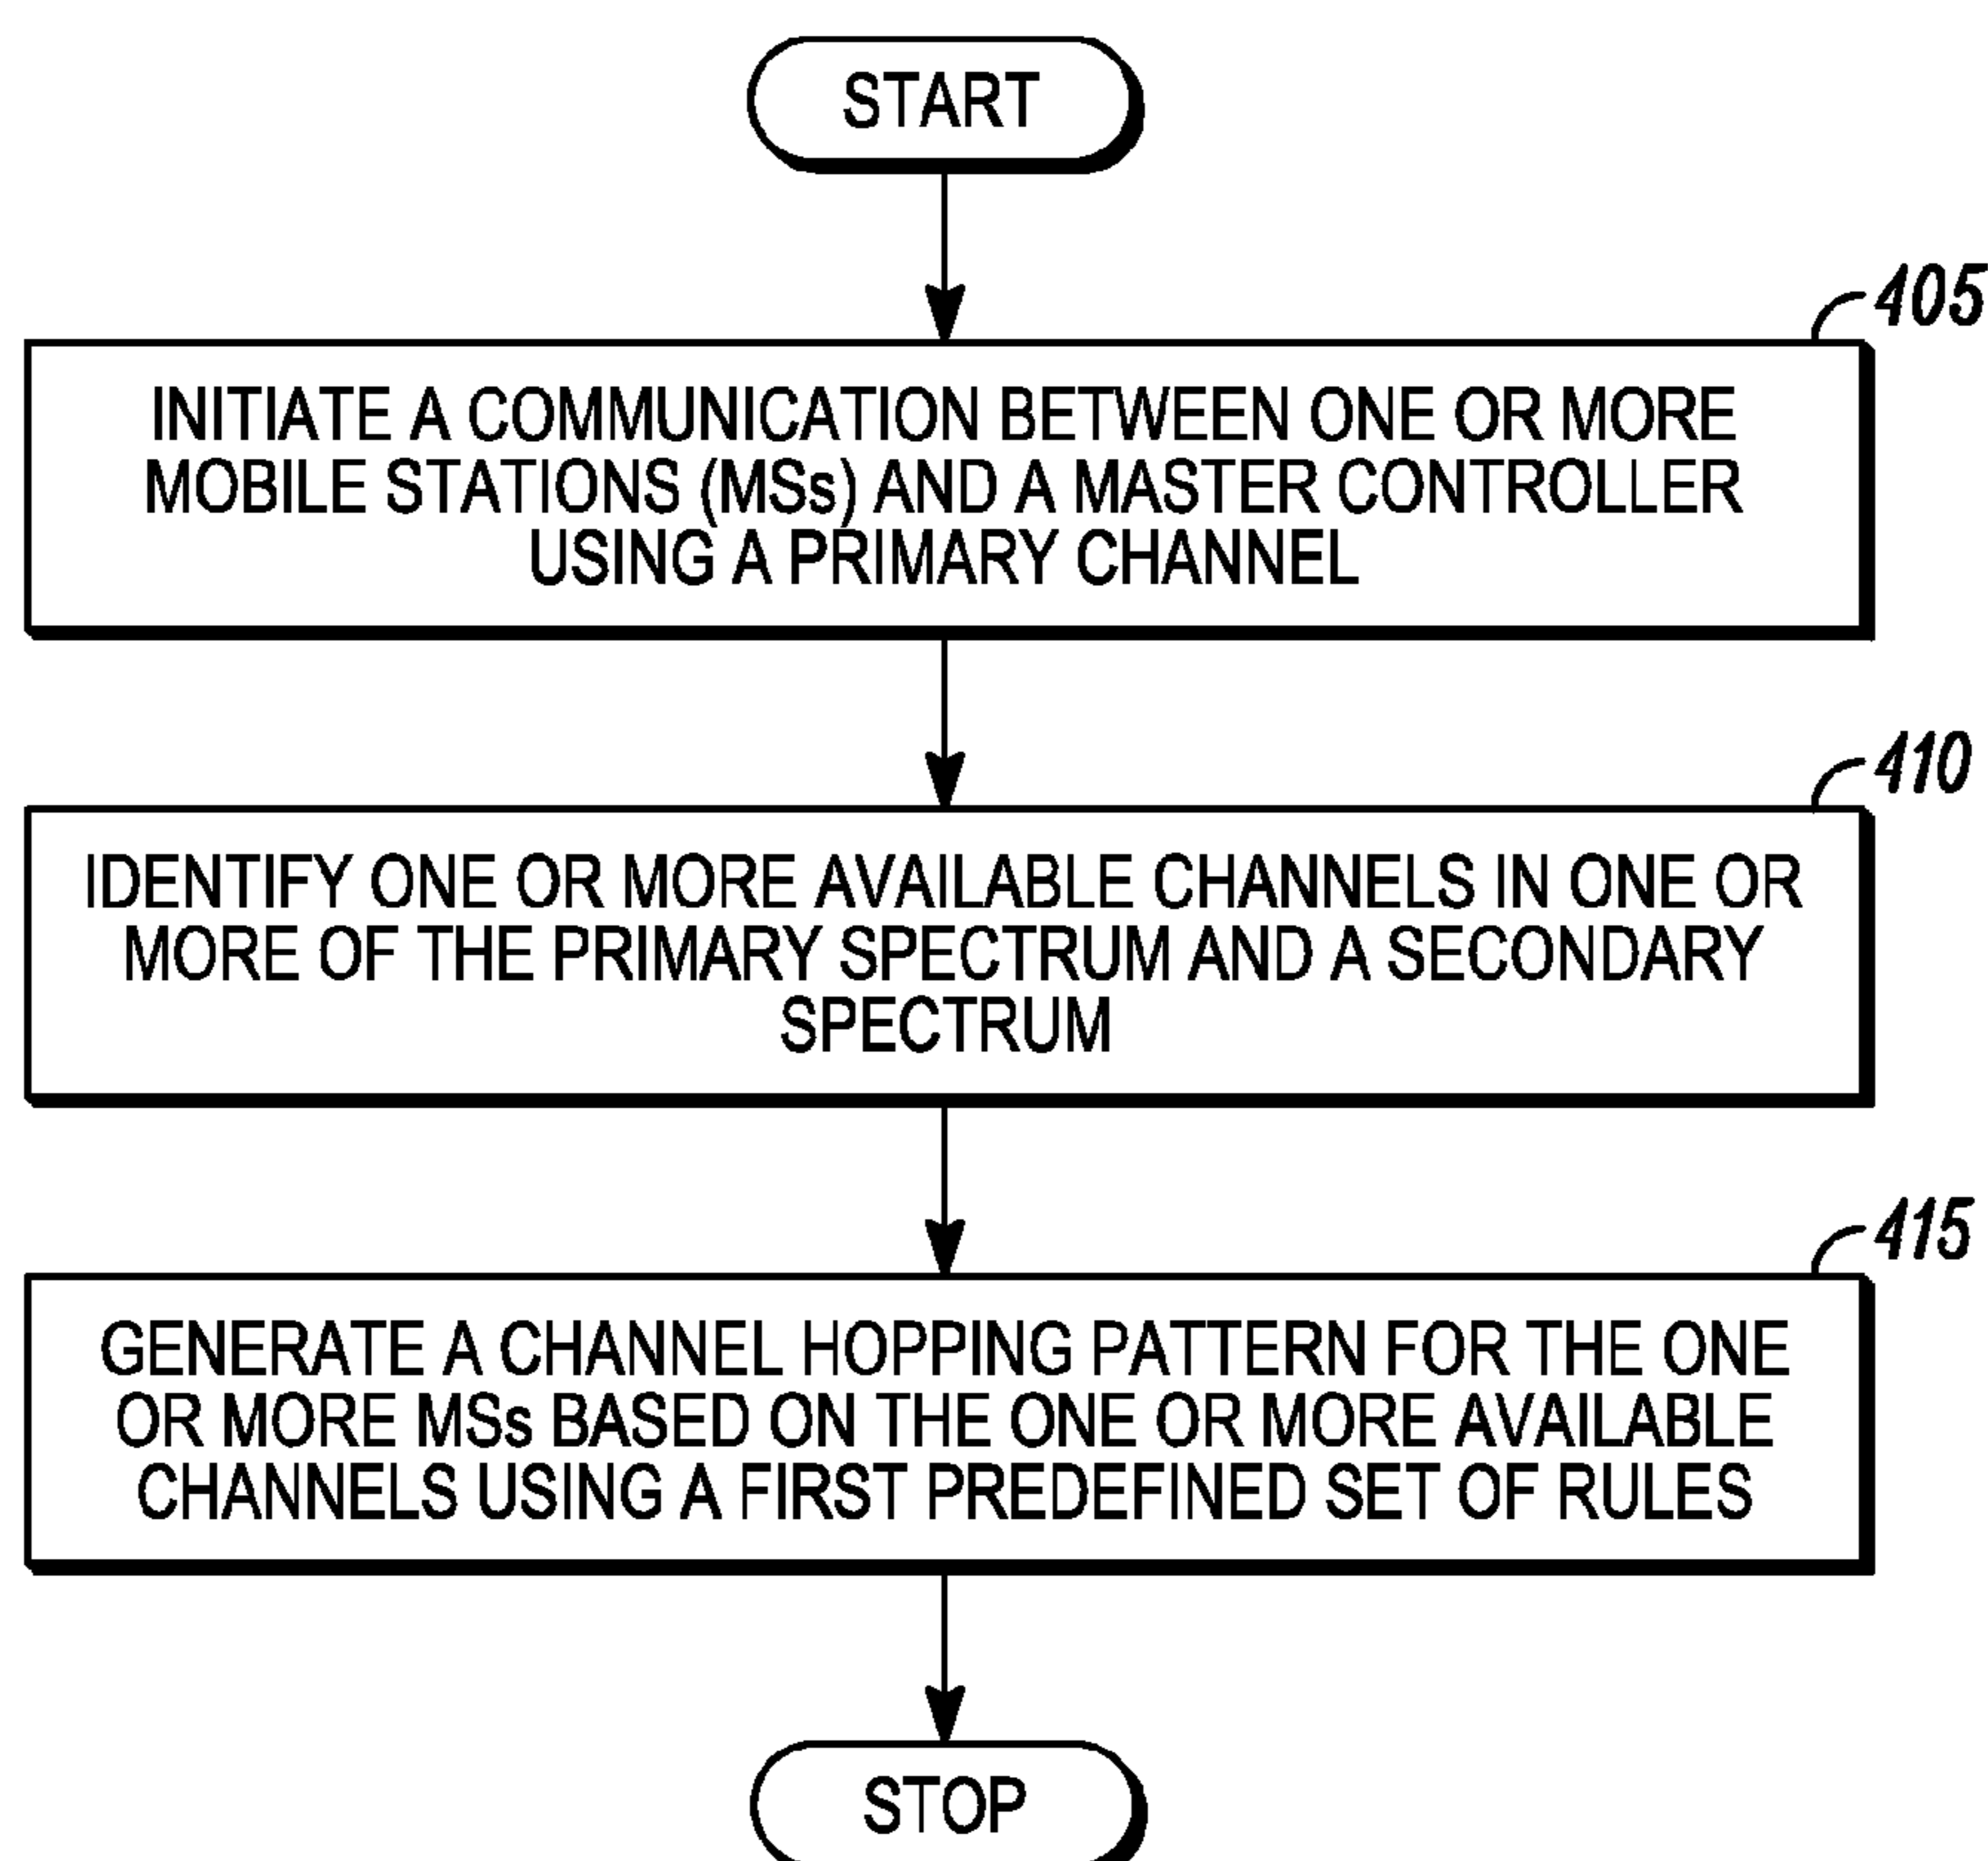 START
405
INITIATE A COMMUNICATION BETWEEN ONE OR MORE
MOBILE STATIONS (MSs) AND A MASTER CONTROLLER
USING A PRIMARY CHANNEL
410
IDENTIFY ONE OR MORE AVAILABLE CHANNELS IN ONE OR
MORE OF THE PRIMARY SPECTRUM AND A SECONDARY
SPECTRUM
415
GENERATE A CHANNEL HOPPING PATTERN FOR THE ONE
OR MORE MSs BASED ON THE ONE OR MORE AVAILABLE
CHANNELS USING A FIRST PREDEFINED SET OF RULES
STOP